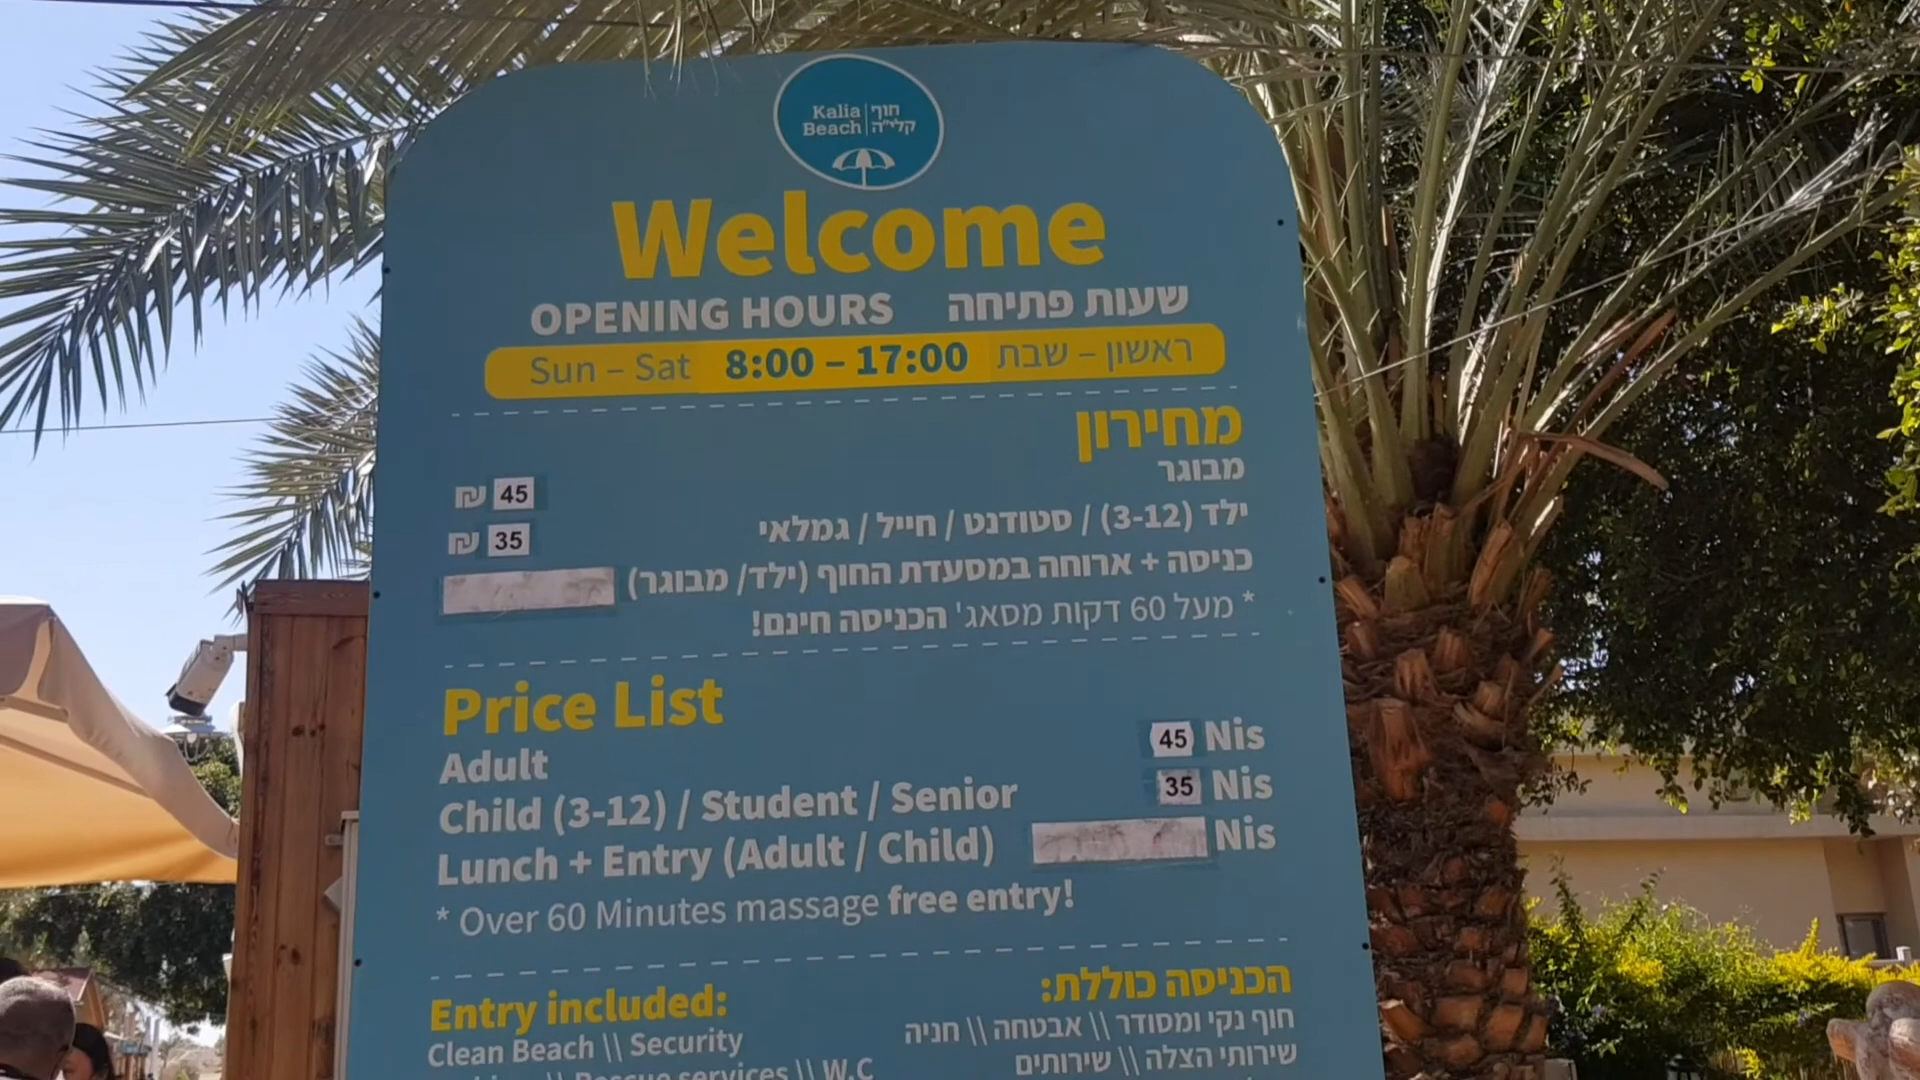 Kalia Beach
חוף קלי"ה
Welcome
OPENING HOURS שעות פתיחה
Sun – Sat 8:00 – 17:00 ראשון – שבת
מחירון
מבוגר 45 ₪
ילד (3-12) / סטודנט / חייל / גמלאי 35 ₪
כניסה + ארוחה במסעדת החוף (ילד/ מבוגר)
* מעל 60 דקות מסאג' הכניסה חינם!
Price List
Adult 45 Nis
Child (3-12) / Student / Senior 35 Nis
Lunch + Entry (Adult / Child) Nis
* Over 60 Minutes massage free entry!
Entry included:
Clean Beach \\ Security
Rescue services \\ W.C
הכניסה כוללת:
חוף נקי ומסודר \\ אבטחה \\ חניה
שירותי הצלה \\ שירותים